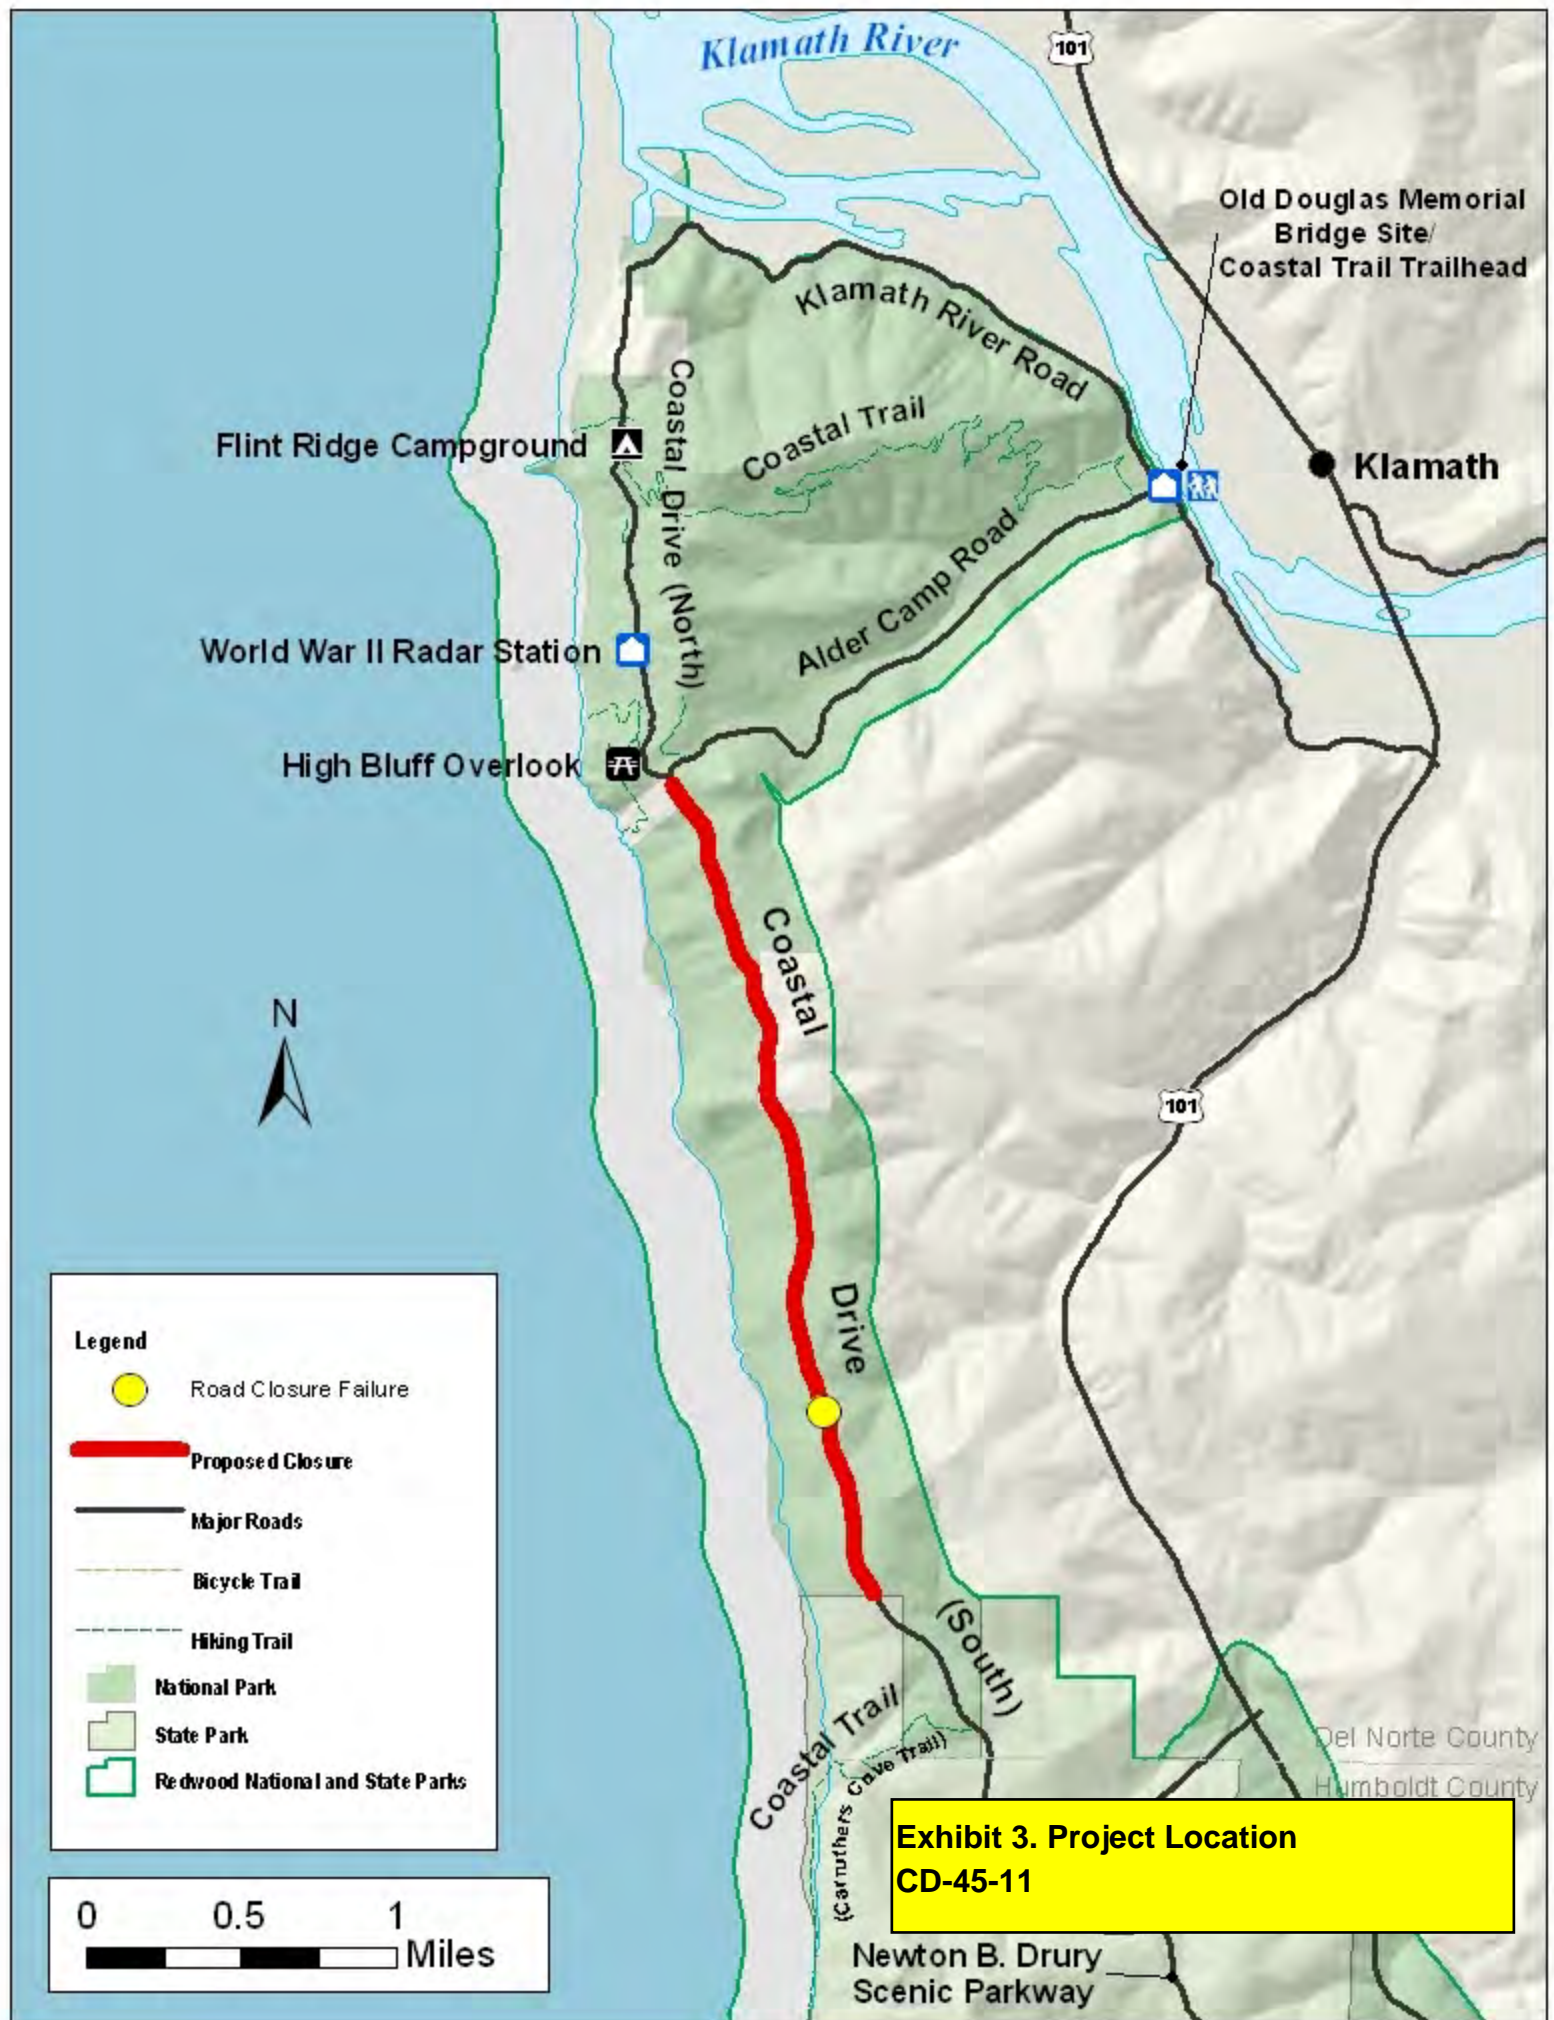 Klamath River
101
Old Douglas Memorial
Bridge Site/
Coastal Trail Trailhead
Klamath River Road
Coastal Drive (North)
Coastal Trail
Flint Ridge Campground
Klamath
Alder Camp Road
World War II Radar Station
High Bluff Overlook
Coastal
N
101
Drive
Legend
Road Closure Failure
Proposed Closure
Major Roads
Bicycle Trail
Hiking Trail
National Park
State Park
Redwood National and State Parks
(South)
Coastal Trail
(Carruthers Cove Trail)
Del Norte County
Humboldt County
Exhibit 3. Project Location
CD-45-11
0 0.5 1
Miles
Newton B. Drury
Scenic Parkway